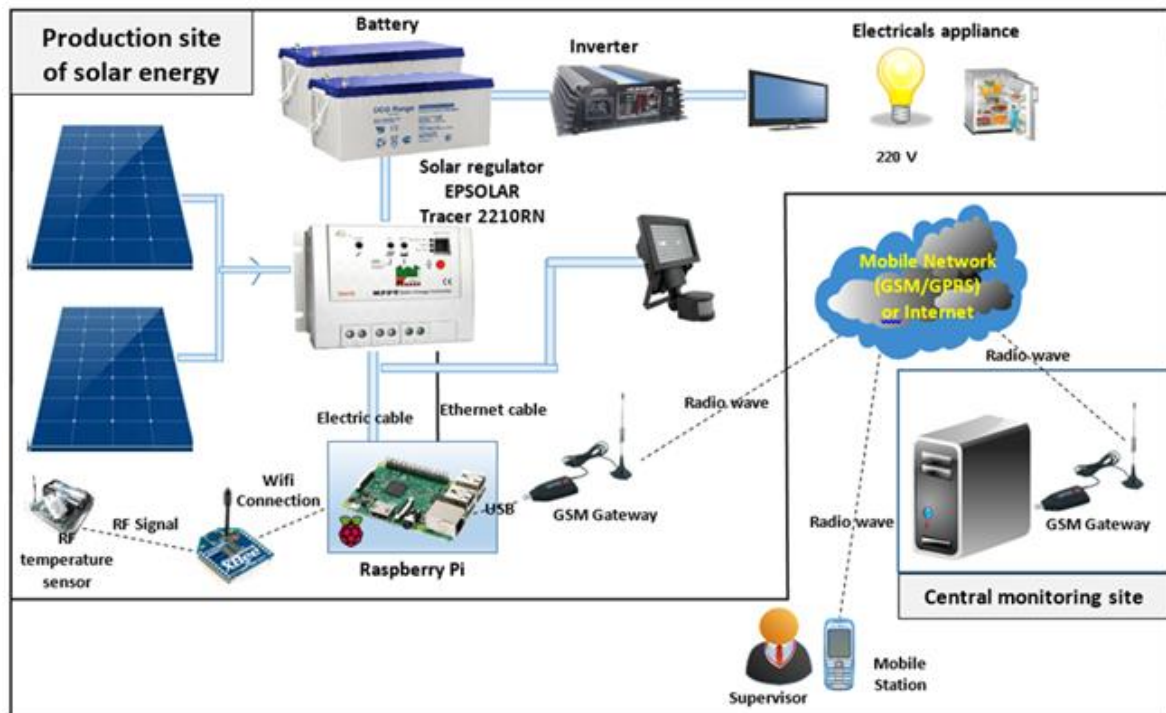 Production site
of solar energy
Battery
Inverter
Electricals appliance
220 V
Solar regulator
EPSOLAR
Tracer 2210RN
MPPT
Mobile Network
(GSM/GPRS)
or Internet
Radio wave
Radio wave
Radio wave
Electric cable
Ethernet cable
Wifi
Connection
RF Signal
RF
temperature
sensor
XBee
USB
GSM Gateway
Raspberry Pi
GSM Gateway
Central monitoring site
Supervisor
Mobile
Station